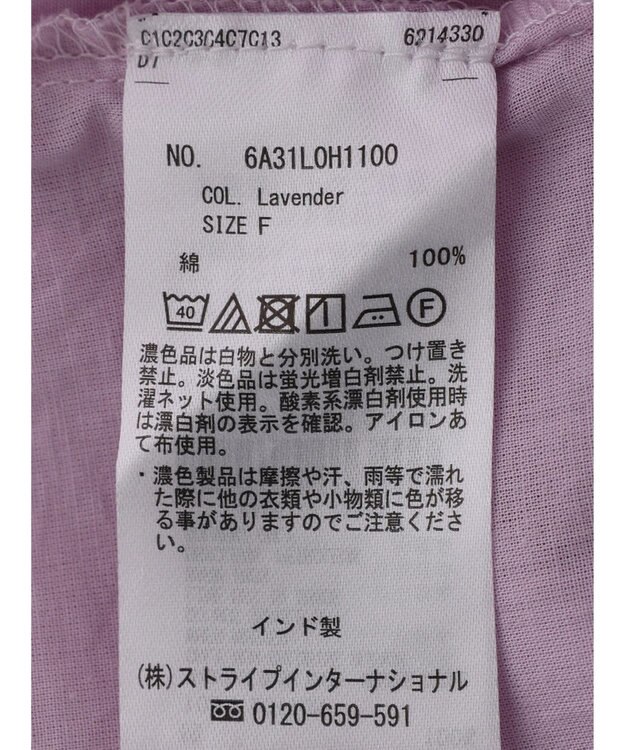 C1C2C3C4C7C13 6214330
D1
NO. 6A31L0H1100
COL. Lavender
SIZE F
綿 100%
40 F
濃色品は白物と分別洗い。つけ置き
禁止。淡色品は蛍光増白剤禁止。洗
濯ネット使用。酸素系漂白剤使用時
は漂白剤の表示を確認。アイロンあ
て布使用。
・濃色製品は摩擦や汗、雨等で濡れ
た際に他の衣類や小物類に色が移
る事がありますのでご注意くださ
い。
インド製
(株)ストライプインターナショナル
0120-659-591